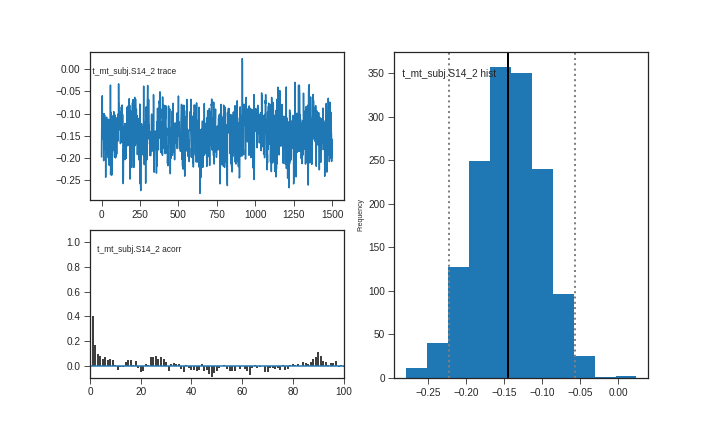 t_mt_subj.S14_2 trace
0.00
−0.05
−0.10
−0.15
−0.20
−0.25
0 250 500 750 1000 1250 1500
t_mt_subj.S14_2 acorr
1.0
0.8
0.6
0.4
0.2
0.0
0 20 40 60 80 100
t_mt_subj.S14_2 hist
Frequency
350
300
250
200
150
100
50
0
−0.25 −0.20 −0.15 −0.10 −0.05 0.00